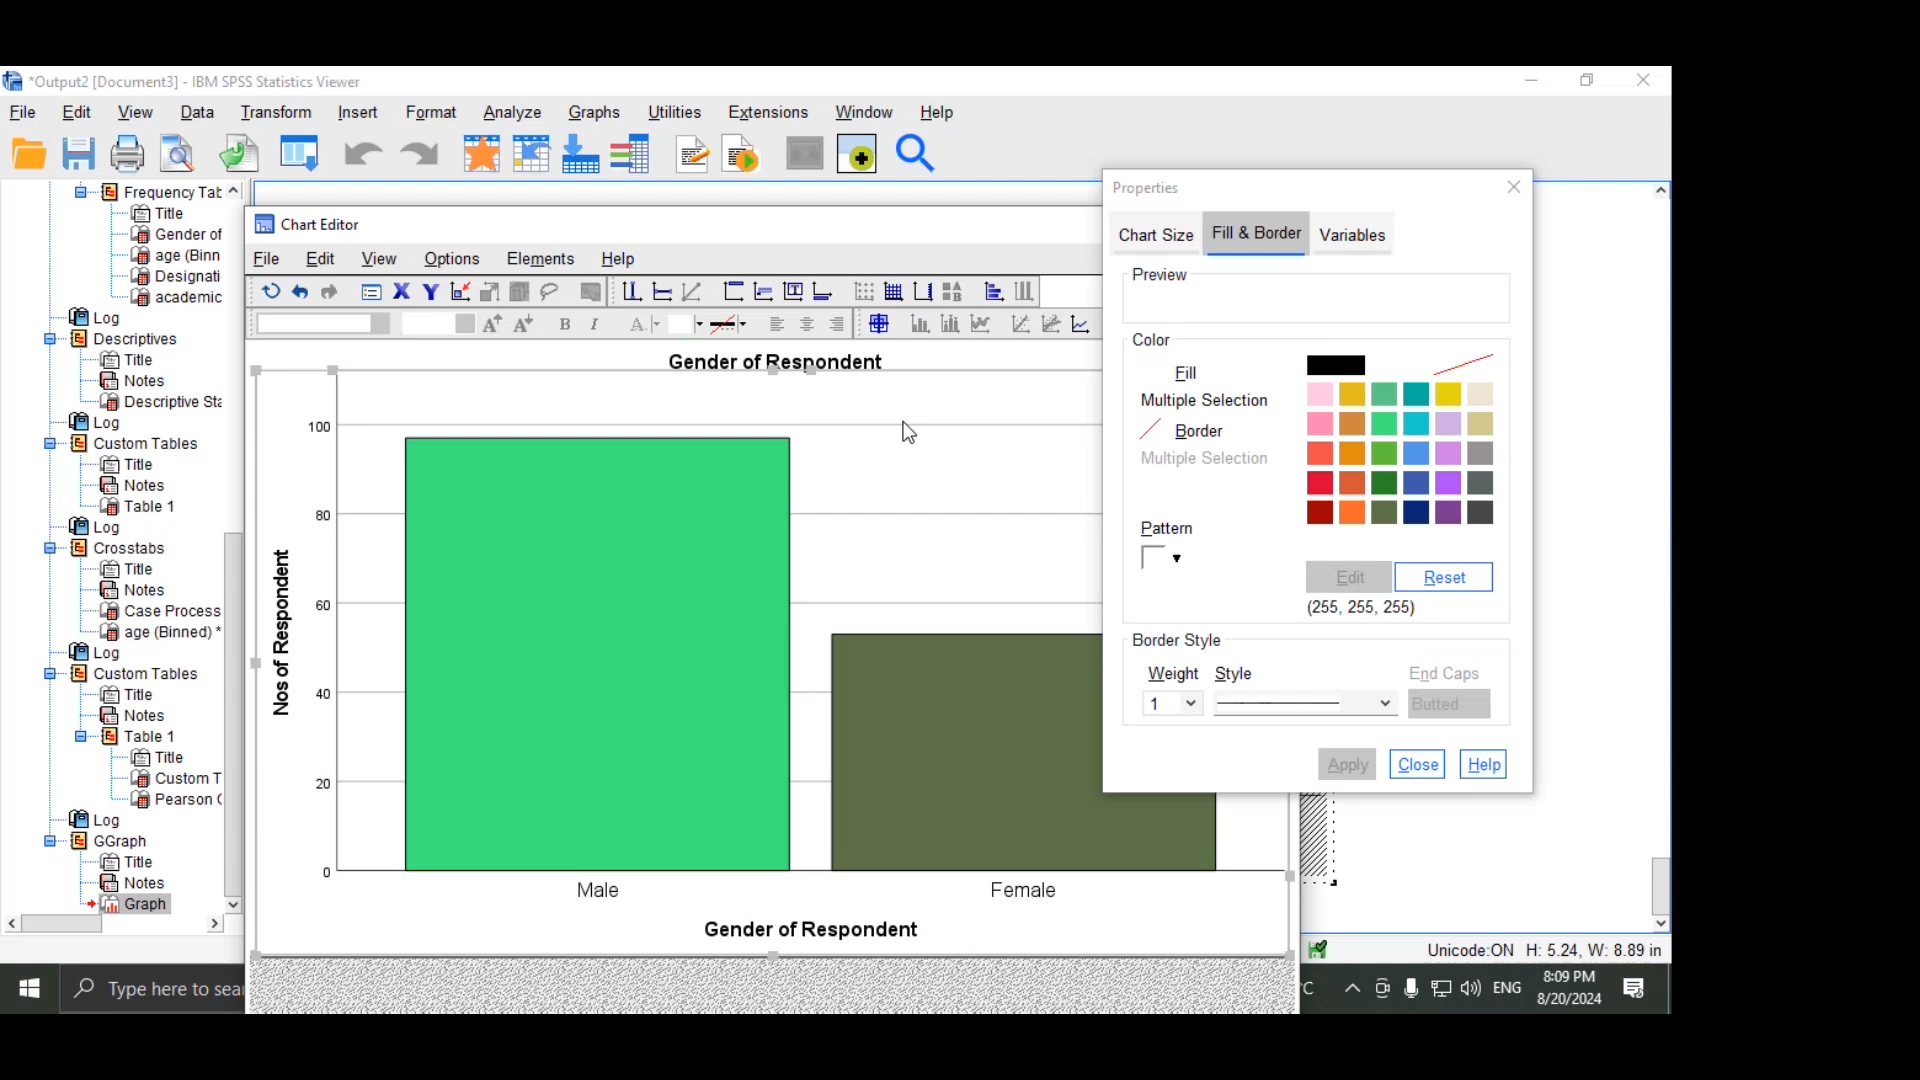 *Output2 [Document3] - IBM SPSS Statistics Viewer
File Edit View Data Transform Insert Format Analyze Graphs Utilities Extensions Window Help
Frequency Tab
Title
Gender of
age (Binn
Designati
academic
Log
Descriptives
Title
Notes
Descriptive Sta
Log
Custom Tables
Title
Notes
Table 1
Log
Crosstabs
Title
Notes
Case Process
age (Binned) *
Log
Custom Tables
Title
Notes
Table 1
Title
Custom T
Pearson C
Log
GGraph
Title
Notes
Graph
Chart Editor
File Edit View Options Elements Help
X Y
B I A
Gender of Respondent
Nos of Respondent
100
80
60
40
20
0
Male Female
Gender of Respondent
Properties
Chart Size Fill & Border Variables
Preview
Color
Fill
Multiple Selection
Border
Multiple Selection
Pattern
Edit Reset
(255, 255, 255)
Border Style
Weight Style End Caps
1 Butted
Apply Close Help
Unicode:ON H: 5.24, W: 8.89 in
Type here to sear
°C
ENG
8:09 PM
8/20/2024